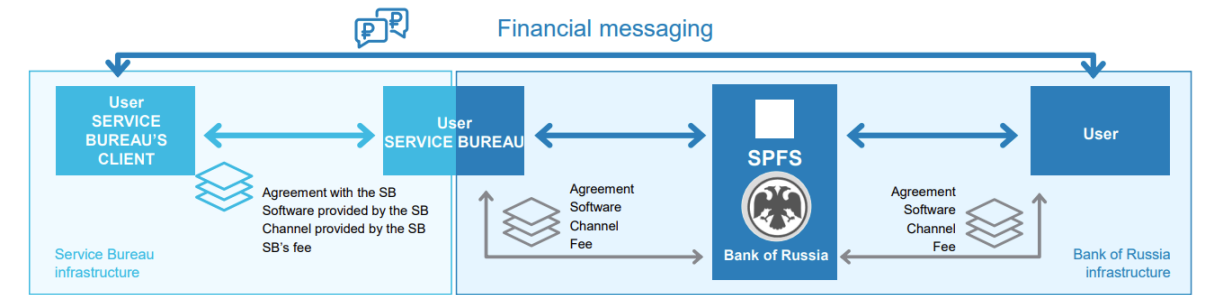 Financial messaging
User
SERVICE
BUREAU'S
CLIENT
User
SERVICE BUREAU
SPFS
Bank of Russia
User
Agreement with the SB
Software provided by the SB
Channel provided by the SB
SB's fee
Agreement
Software
Channel
Fee
Agreement
Software
Channel
Fee
Service Bureau
infrastructure
Bank of Russia
infrastructure